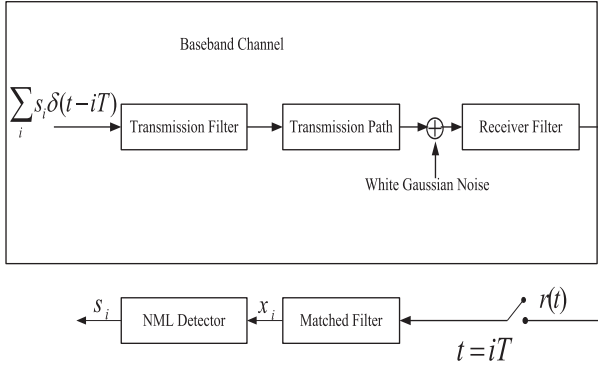 Baseband Channel
∑ s_i δ(t−iT)
i
Transmission Filter
Transmission Path
Receiver Filter
White Gaussian Noise
s_i
NML Detector
x_i
Matched Filter
r(t)
t = iT